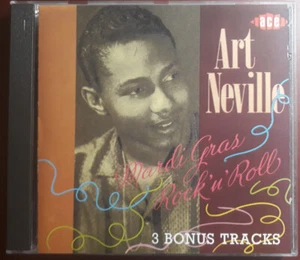 ACE
Art
Neville
Mardi Gras
Rock 'n' Roll
3 BONUS TRACKS